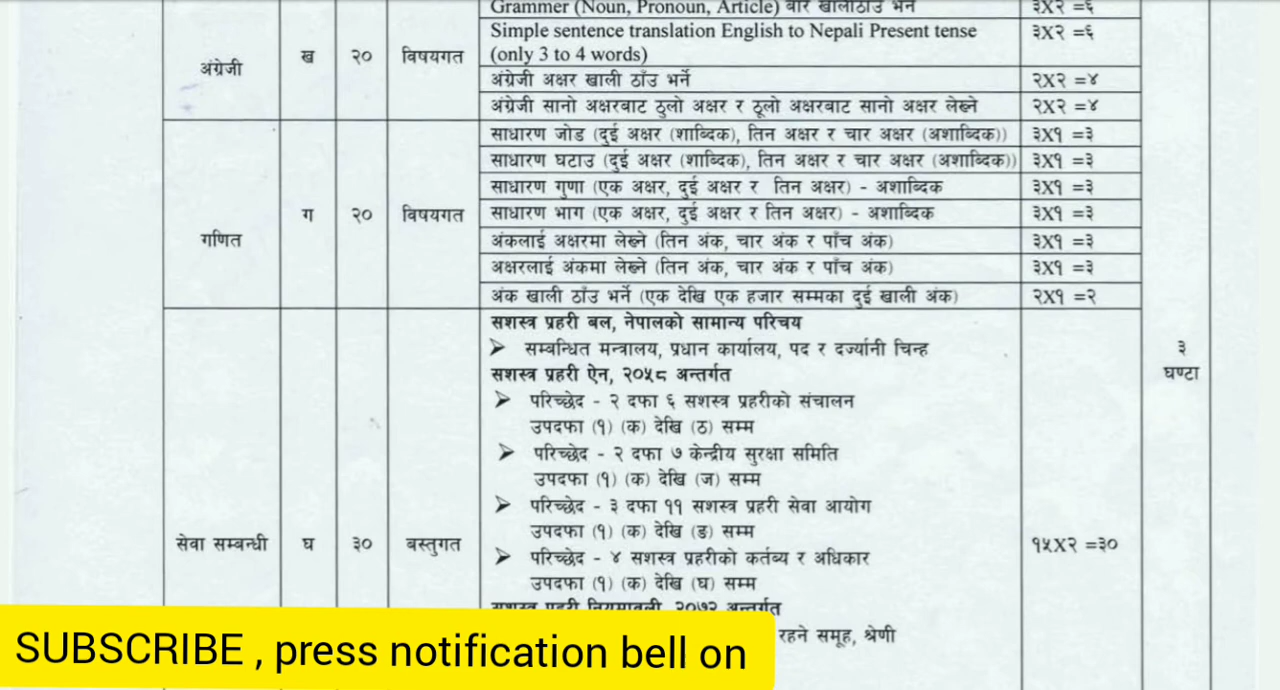 Grammer (Noun, Pronoun, Article) बाट खालीठाउँ भर्ने ३X२ =६
Simple sentence translation English to Nepali Present tense ३X२ =६
(only 3 to 4 words)
अंग्रेजी ख २० विषयगत
अंग्रेजी अक्षर खाली ठाँउ भर्ने २X२ =४
अंग्रेजी सानो अक्षरबाट ठुलो अक्षर र ठूलो अक्षरबाट सानो अक्षर लेख्ने २X२ =४
साधारण जोड (दुई अक्षर (शाब्दिक), तिन अक्षर र चार अक्षर (अशाब्दिक)) ३X१ =३
साधारण घटाउ (दुई अक्षर (शाब्दिक), तिन अक्षर र चार अक्षर (अशाब्दिक)) ३X१ =३
साधारण गुणा (एक अक्षर, दुई अक्षर र तिन अक्षर) - अशाब्दिक ३X१ =३
गणित ग २० विषयगत
साधारण भाग (एक अक्षर, दुई अक्षर र तिन अक्षर) - अशाब्दिक ३X१ =३
अंकलाई अक्षरमा लेख्ने (तिन अंक, चार अंक र पाँच अंक) ३X१ =३
अक्षरलाई अंकमा लेख्ने (तिन अंक, चार अंक र पाँच अंक) ३X१ =३
अंक खाली ठाँउ भर्ने (एक देखि एक हजार सम्मका दुई खाली अंक) २X१ =२
सशस्त्र प्रहरी बल, नेपालको सामान्य परिचय
➢ सम्बन्धित मन्त्रालय, प्रधान कार्यालय, पद र दर्ज्यानी चिन्ह
३
घण्टा
सशस्त्र प्रहरी ऐन, २०५८ अन्तर्गत
➢ परिच्छेद - २ दफा ६ सशस्त्र प्रहरीको संचालन
उपदफा (१) (क) देखि (ठ) सम्म
➢ परिच्छेद - २ दफा ७ केन्द्रीय सुरक्षा समिति
उपदफा (१) (क) देखि (ज) सम्म
➢ परिच्छेद - ३ दफा ११ सशस्त्र प्रहरी सेवा आयोग
उपदफा (१) (क) देखि (ङ) सम्म
सेवा सम्बन्धी घ ३० बस्तुगत १५X२ =३०
➢ परिच्छेद - ४ सशस्त्र प्रहरीको कर्तब्य र अधिकार
उपदफा (१) (क) देखि (घ) सम्म
सशस्त्र प्रहरी नियमावली, २०७२ अन्तर्गत
रहने समूह, श्रेणी
SUBSCRIBE , press notification bell on